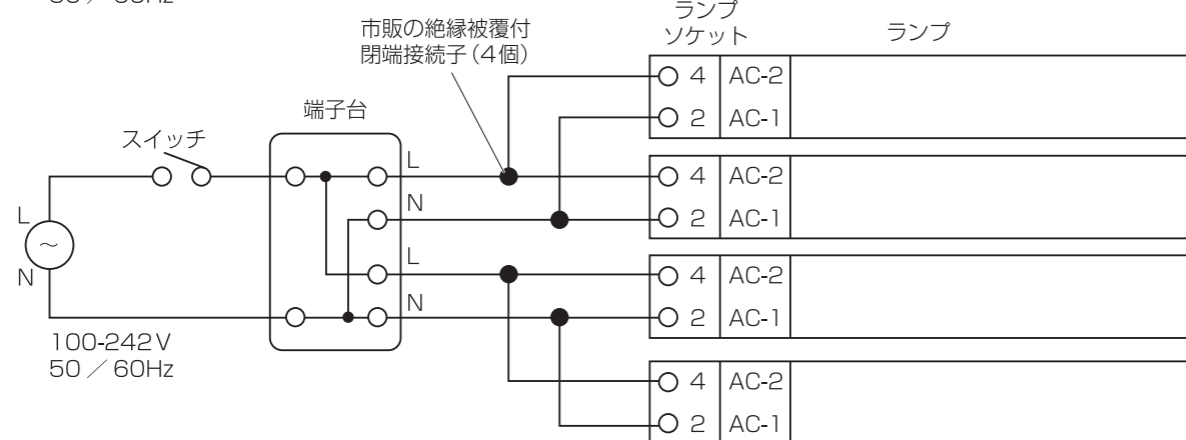 ランプ
ソケット
ランプ
市販の絶縁被覆付
閉端接続子(4個)
端子台
スイッチ
4 AC-2
2 AC-1
L
4 AC-2
N
2 AC-1
L
~
N
L
4 AC-2
N
2 AC-1
100-242V
50/60Hz
4 AC-2
2 AC-1